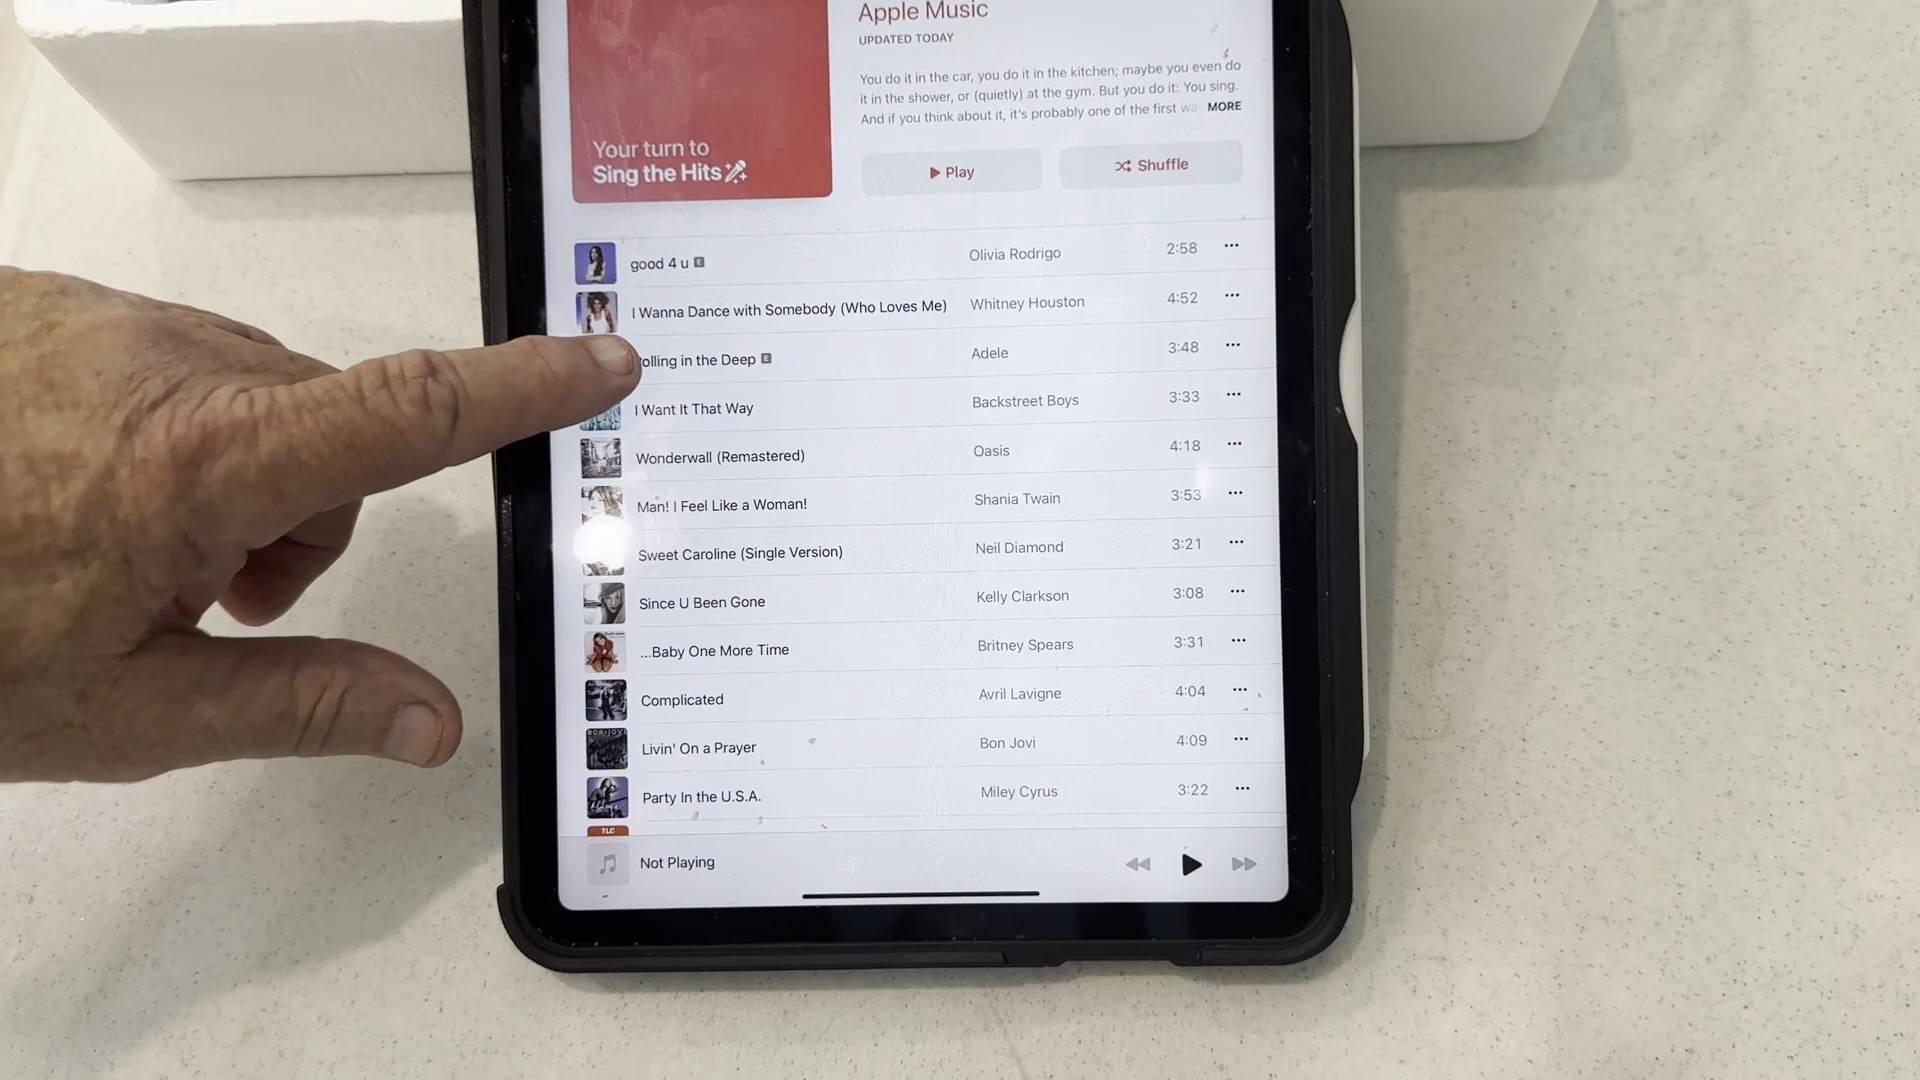 Apple Music
UPDATED TODAY
You do it in the car, you do it in the kitchen; maybe you even do
it in the shower, or (quietly) at the gym. But you do it: You sing.
And if you think about it, it's probably one of the first wa MORE
Your turn to
Sing the Hits
Play
Shuffle
good 4 u E Olivia Rodrigo 2:58
I Wanna Dance with Somebody (Who Loves Me) Whitney Houston 4:52
olling in the Deep E Adele 3:48
I Want It That Way Backstreet Boys 3:33
Wonderwall (Remastered) Oasis 4:18
Man! I Feel Like a Woman! Shania Twain 3:53
Sweet Caroline (Single Version) Neil Diamond 3:21
Since U Been Gone Kelly Clarkson 3:08
...Baby One More Time Britney Spears 3:31
Complicated Avril Lavigne 4:04
BON JOVI
Livin' On a Prayer Bon Jovi 4:09
Party In the U.S.A. Miley Cyrus 3:22
TLC
Not Playing